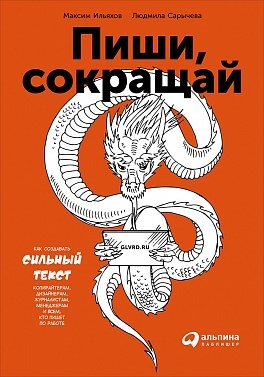 Максим Ильяхов Людмила Сарычева
Пиши,
сокращай
GLVRD.RU
КАК СОЗДАВАТЬ
СИЛЬНЫЙ
ТЕКСТ
КОПИРАЙТЕРАМ,
ДИЗАЙНЕРАМ,
ЖУРНАЛИСТАМ,
МЕНЕДЖЕРАМ
И ВСЕМ,
КТО ПИШЕТ
ПО РАБОТЕ
АЛЬПИНА
ПАБЛИШЕР